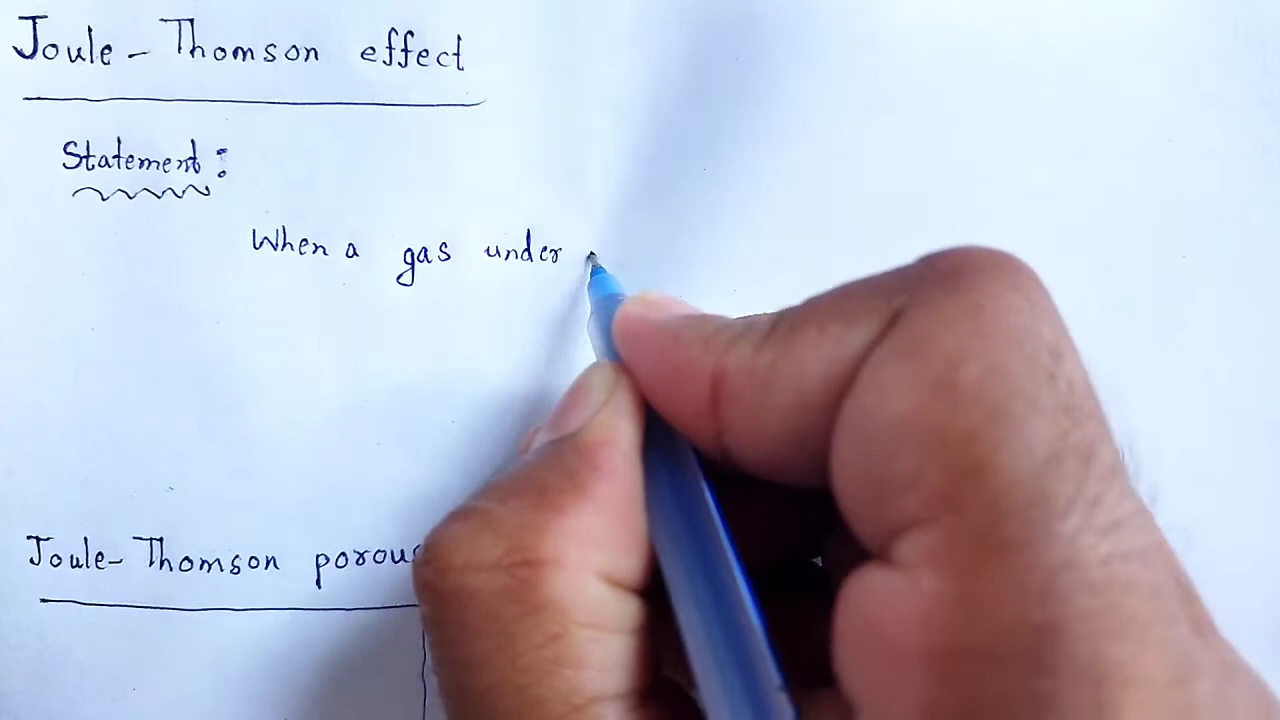 Joule - Thomson effect
Statement :
When a gas under
Joule- Thomson porous